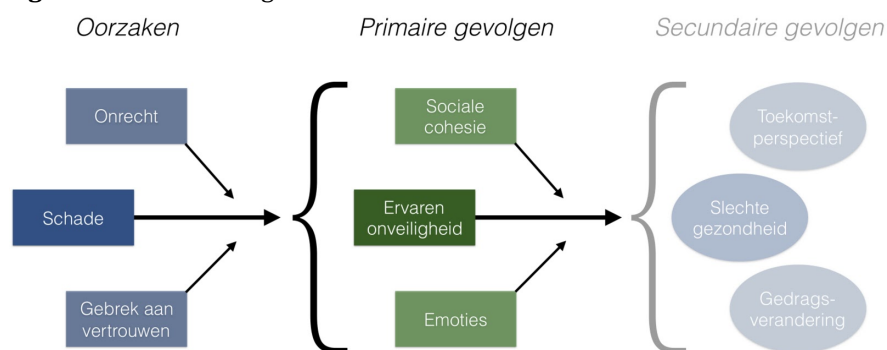 Oorzaken
Primaire gevolgen
Secundaire gevolgen
Onrecht
Schade
Gebrek aan
vertrouwen
Sociale
cohesie
Ervaren
onveiligheid
Emoties
Toekomst-
perspectief
Slechte
gezondheid
Gedrags-
verandering